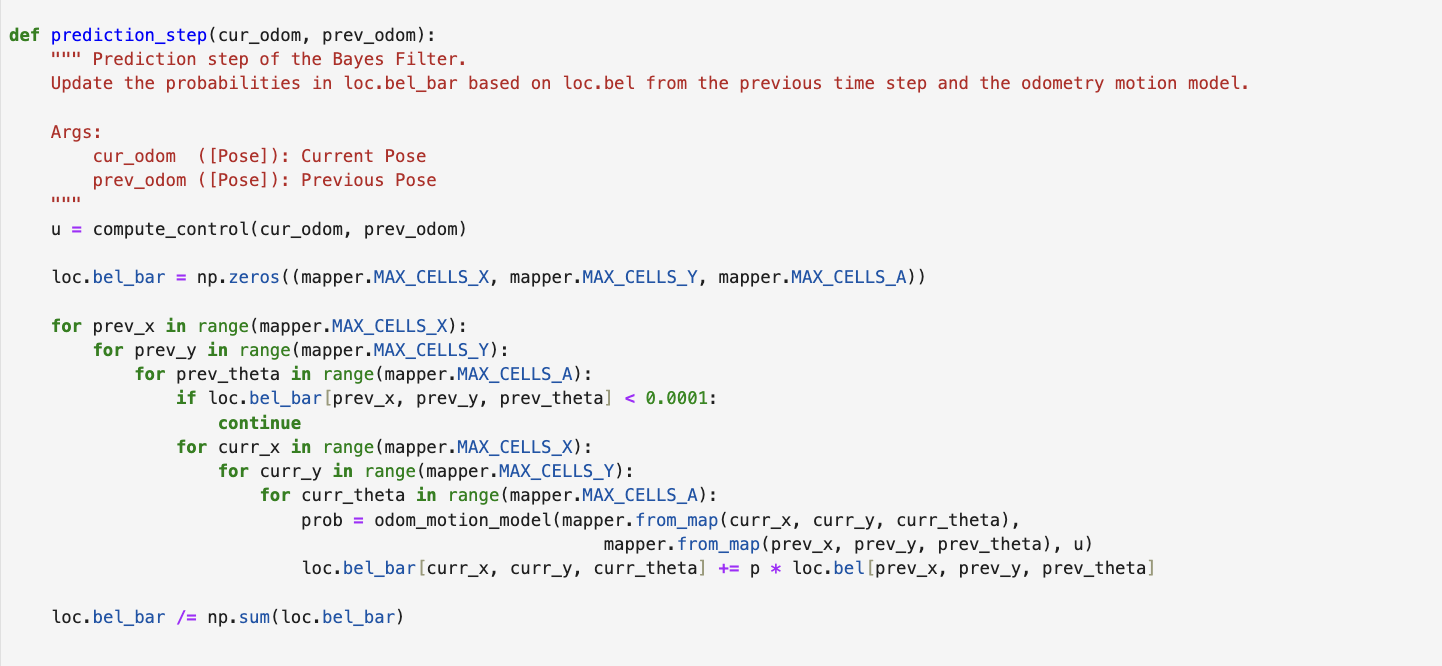 def prediction_step(cur_odom, prev_odom):
    """ Prediction step of the Bayes Filter.
    Update the probabilities in loc.bel_bar based on loc.bel from the previous time step and the odometry motion model.

    Args:
        cur_odom  ([Pose]): Current Pose
        prev_odom ([Pose]): Previous Pose
    """
    u = compute_control(cur_odom, prev_odom)

    loc.bel_bar = np.zeros((mapper.MAX_CELLS_X, mapper.MAX_CELLS_Y, mapper.MAX_CELLS_A))

    for prev_x in range(mapper.MAX_CELLS_X):
        for prev_y in range(mapper.MAX_CELLS_Y):
            for prev_theta in range(mapper.MAX_CELLS_A):
                if loc.bel_bar[prev_x, prev_y, prev_theta] < 0.0001:
                    continue
                for curr_x in range(mapper.MAX_CELLS_X):
                    for curr_y in range(mapper.MAX_CELLS_Y):
                        for curr_theta in range(mapper.MAX_CELLS_A):
                            prob = odom_motion_model(mapper.from_map(curr_x, curr_y, curr_theta),
                                                         mapper.from_map(prev_x, prev_y, prev_theta), u)
                            loc.bel_bar[curr_x, curr_y, curr_theta] += p * loc.bel[prev_x, prev_y, prev_theta]

    loc.bel_bar /= np.sum(loc.bel_bar)